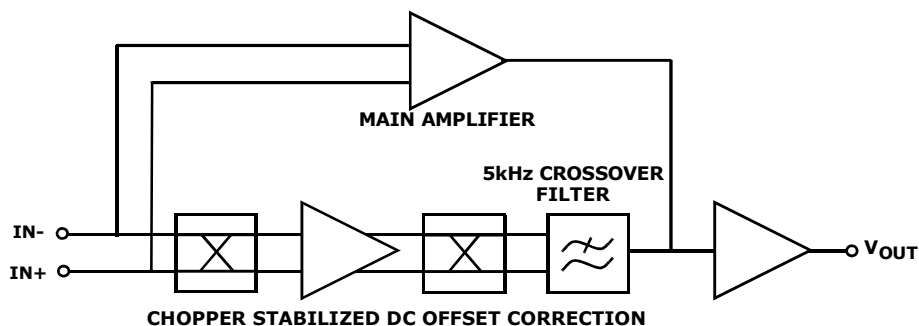 MAIN AMPLIFIER
5kHz CROSSOVER
FILTER
IN-
IN+
VOUT
CHOPPER STABILIZED DC OFFSET CORRECTION